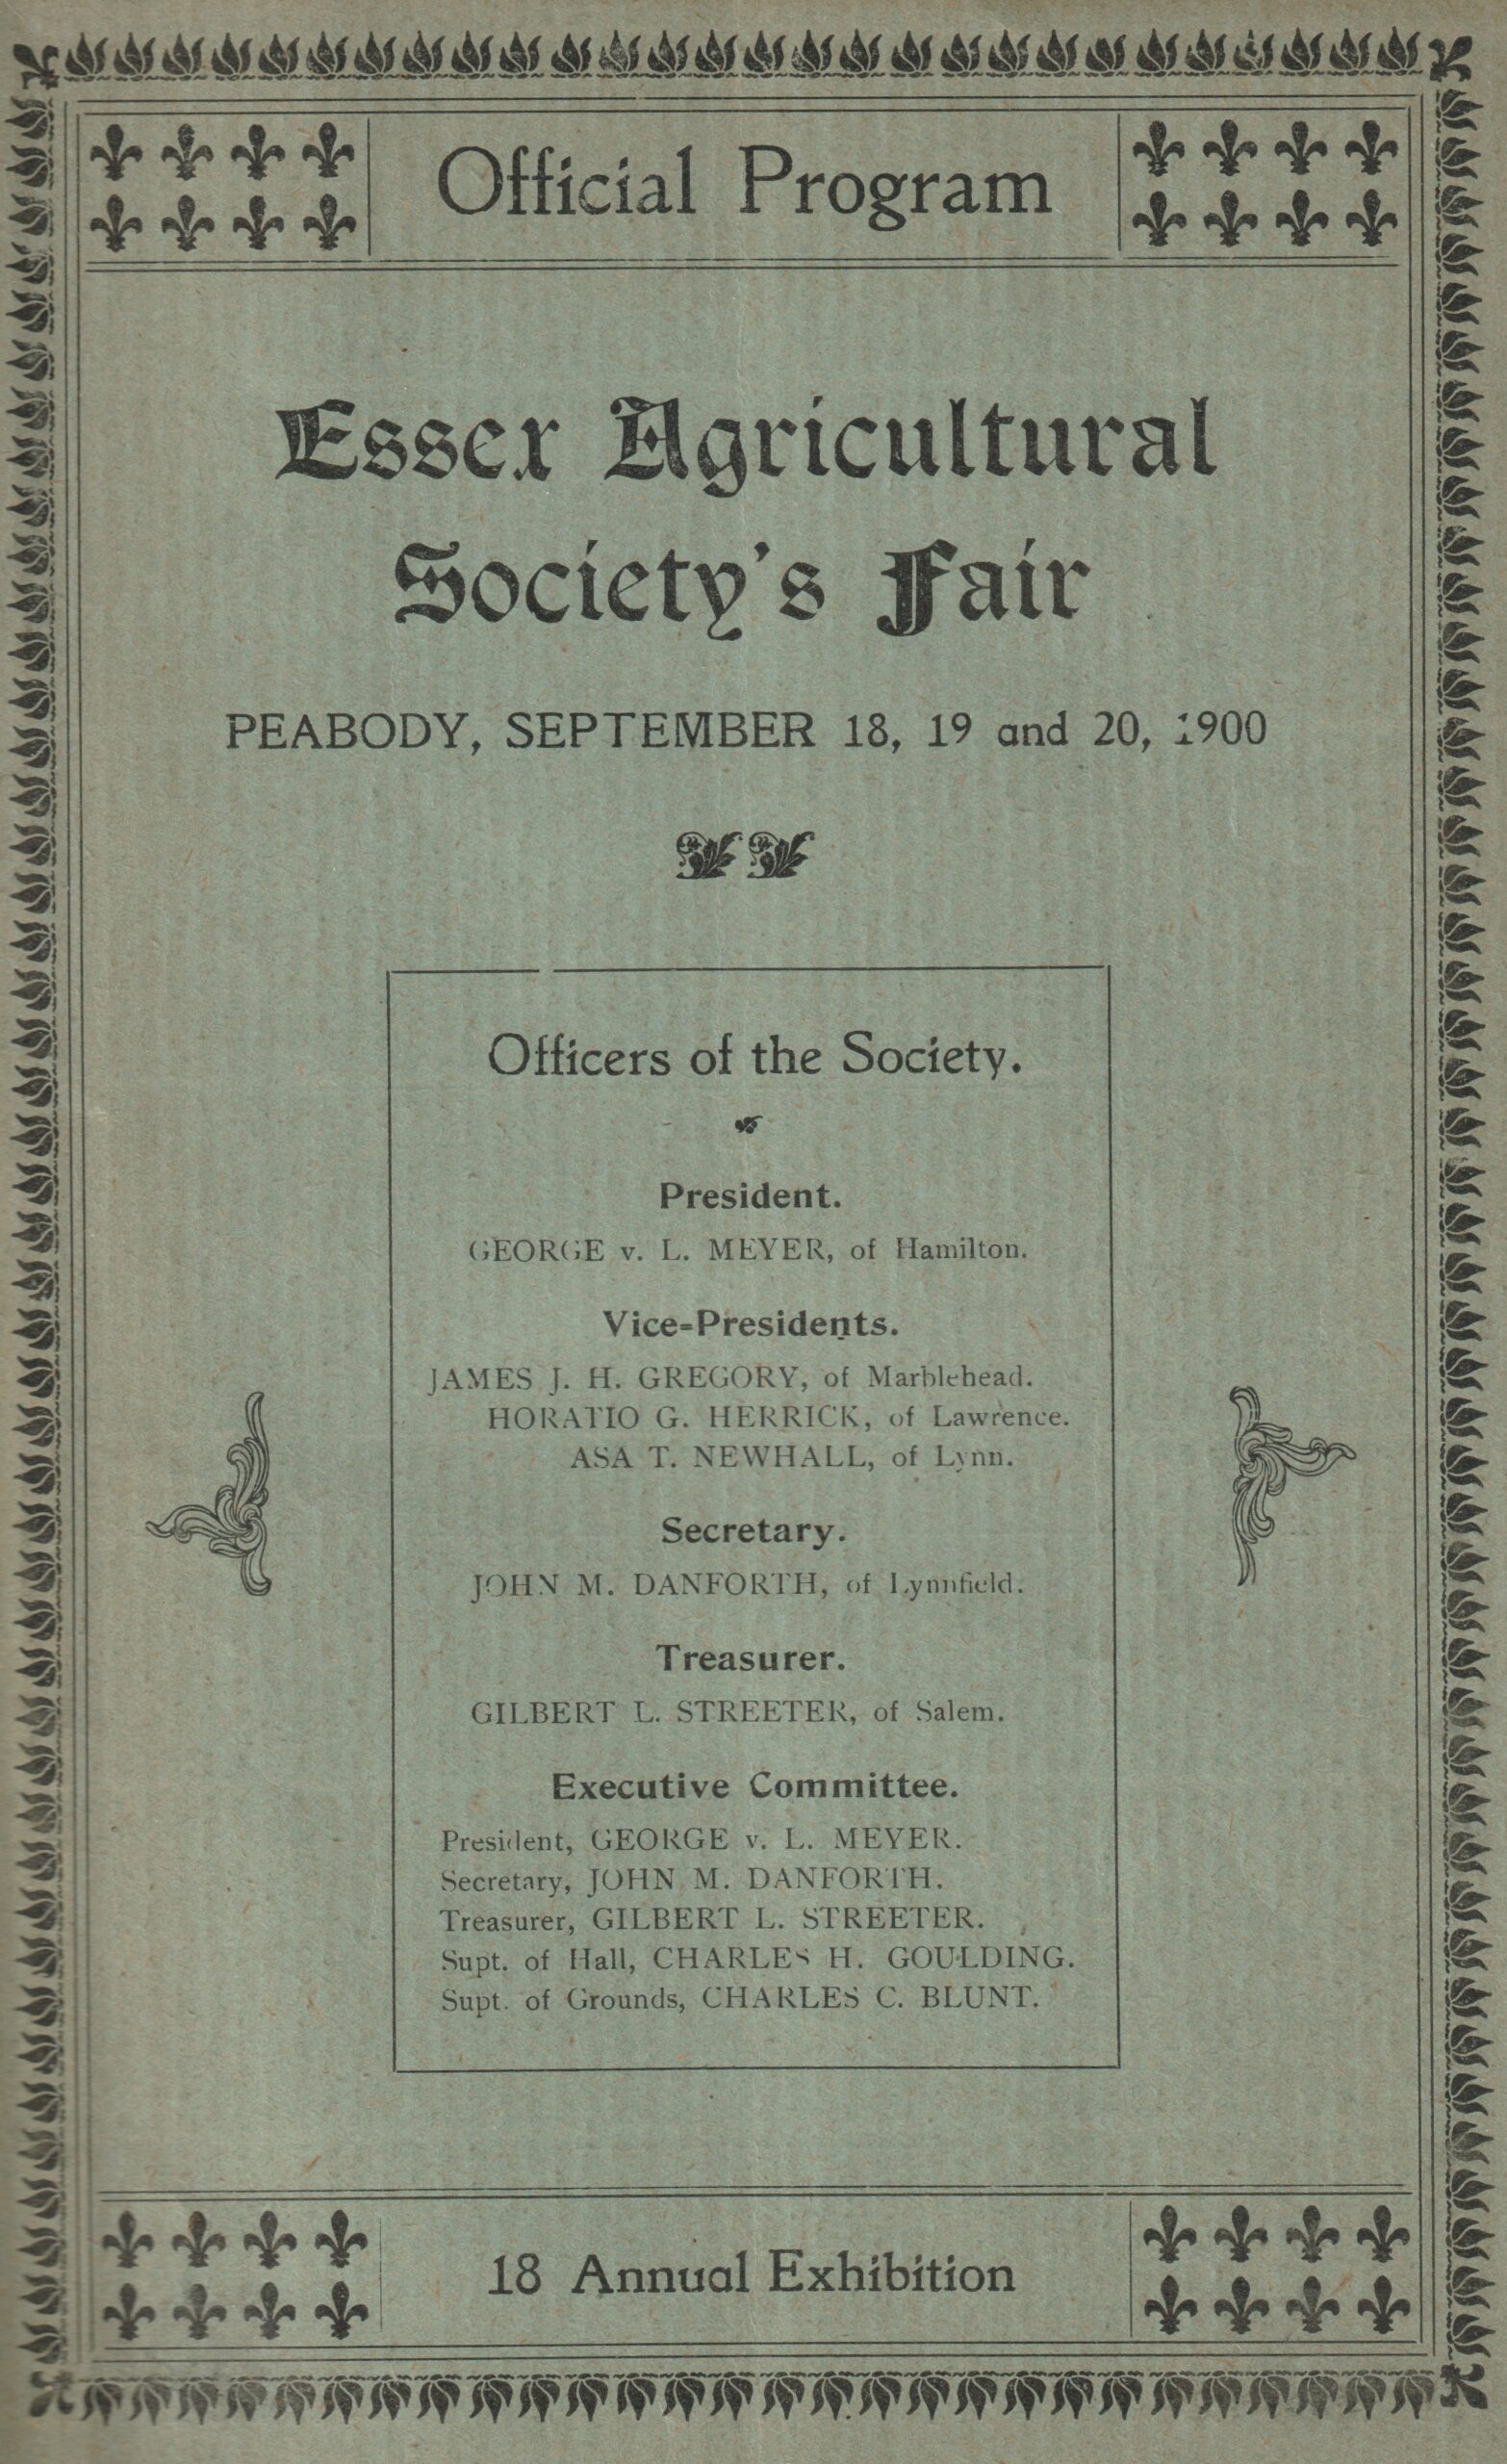 Official Program
Essex Agricultural
Society's Fair
PEABODY, SEPTEMBER 18, 19 and 20, 1900
Officers of the Society.
President.
GEORGE v. L. MEYER, of Hamilton.
Vice-Presidents.
JAMES J. H. GREGORY, of Marblehead.
HORATIO G. HERRICK, of Lawrence.
ASA T. NEWHALL, of Lynn.
Secretary.
JOHN M. DANFORTH, of Lynnfield.
Treasurer.
GILBERT L. STREETER, of Salem.
Executive Committee.
President, GEORGE v. L. MEYER.
Secretary, JOHN M. DANFORTH.
Treasurer, GILBERT L. STREETER.
Supt. of Hall, CHARLES H. GOULDING.
Supt. of Grounds, CHARLES C. BLUNT.
18 Annual Exhibition